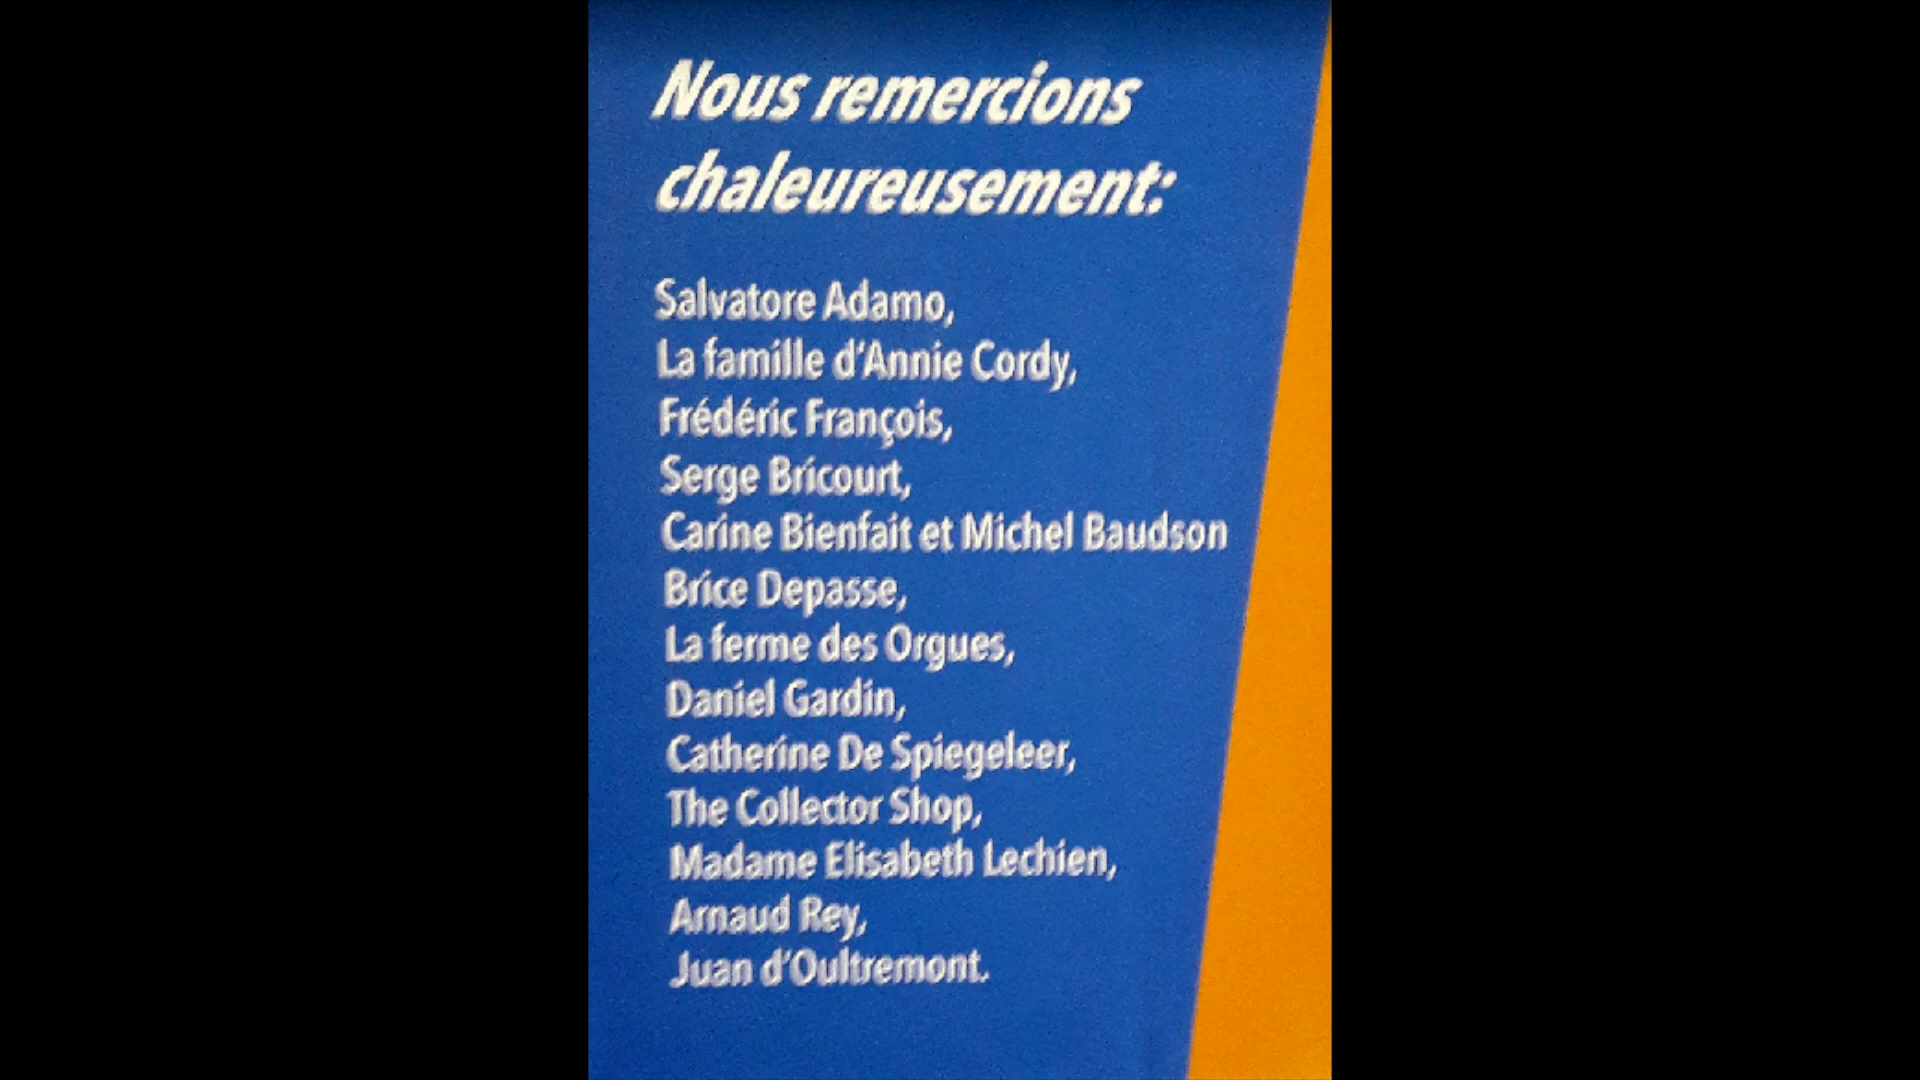 Nous remercions
chaleureusement:
Salvatore Adamo,
La famille d'Annie Cordy,
Frédéric François,
Serge Bricourt,
Carine Bienfait et Michel Baudson
Brice Depasse,
La ferme des Orgues,
Daniel Gardin,
Catherine De Spiegeleer,
The Collector Shop,
Madame Elisabeth Lechien,
Arnaud Rey,
Juan d'Oultremont.